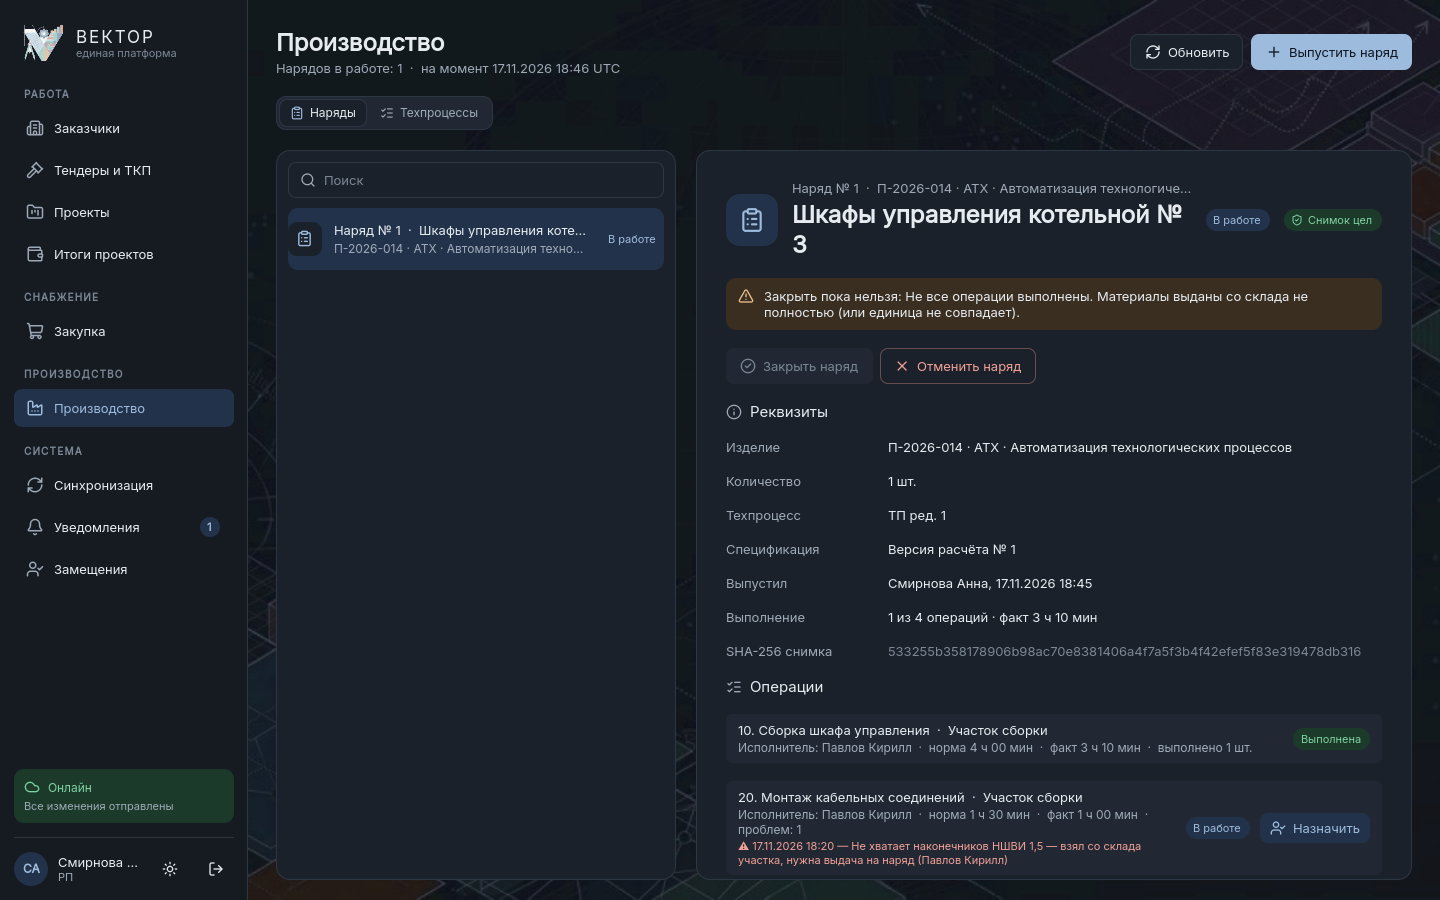 ВЕКТОР
единая платформа
РАБОТА
Заказчики
Тендеры и ТКП
Проекты
Итоги проектов
СНАБЖЕНИЕ
Закупка
ПРОИЗВОДСТВО
Производство
СИСТЕМА
Синхронизация
Уведомления
1
Замещения
Онлайн
Все изменения отправлены
СА
Смирнова ...
РП
Производство
Нарядов в работе: 1 · на момент 17.11.2026 18:46 UTC
Обновить
Выпустить наряд
Наряды
Техпроцессы
Поиск
Наряд № 1 · Шкафы управления коте...
П-2026-014 · АТХ · Автоматизация техно...
В работе
Наряд № 1 · П-2026-014 · АТХ · Автоматизация технологиче...
Шкафы управления котельной №
3
В работе
Снимок цел
Закрыть пока нельзя: Не все операции выполнены. Материалы выданы со склада не
полностью (или единица не совпадает).
Закрыть наряд
Отменить наряд
Реквизиты
Изделие
П-2026-014 · АТХ · Автоматизация технологических процессов
Количество
1 шт.
Техпроцесс
ТП ред. 1
Спецификация
Версия расчёта № 1
Выпустил
Смирнова Анна, 17.11.2026 18:45
Выполнение
1 из 4 операций · факт 3 ч 10 мин
SHA-256 снимка
533255b358178906b98ac70e8381406a4f7a5f3b4f42efef5f83e319478db316
Операции
10. Сборка шкафа управления · Участок сборки
Исполнитель: Павлов Кирилл · норма 4 ч 00 мин · факт 3 ч 10 мин · выполнено 1 шт.
Выполнена
20. Монтаж кабельных соединений · Участок сборки
Исполнитель: Павлов Кирилл · норма 1 ч 30 мин · факт 1 ч 00 мин ·
проблем: 1
⚠ 17.11.2026 18:20 — Не хватает наконечников НШВИ 1,5 — взял со склада
участка, нужна выдача на наряд (Павлов Кирилл)
В работе
Назначить